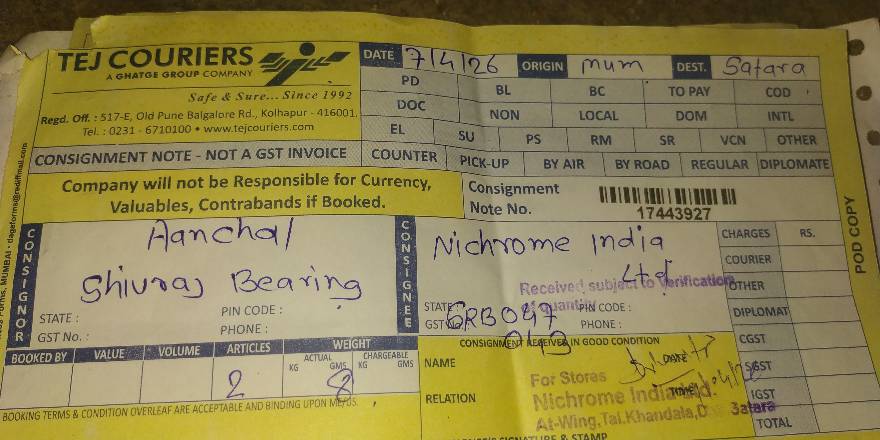 TEJ COURIERS
A GHATGE GROUP COMPANY
Safe & Sure... Since 1992
Regd. Off. : 517-E, Old Pune Balgalore Rd., Kolhapur - 416001.
Tel. : 0231 - 6710100 • www.tejcouriers.com
CONSIGNMENT NOTE - NOT A GST INVOICE
DATE 7/4/26 ORIGIN mum DEST. Satara
PD BL BC TO PAY COD
DOC NON LOCAL DOM INTL
EL SU PS RM SR VCN OTHER
COUNTER PICK-UP BY AIR BY ROAD REGULAR DIPLOMATE
Company will not be Responsible for Currency,
Valuables, Contrabands if Booked.
Consignment
Note No.
17443927
CONSIGNOR
Aanchal
Shivraj Bearing
STATE : PIN CODE :
GST No. : PHONE :
CONSIGNEE
Nichrome India
Ltd
Received subject to Verification
of quantity
STATE PIN CODE :
GST PHONE :
CHARGES RS.
COURIER
OTHER
DIPLOMAT
CGST
SGST
IGST
TOTAL
POD COPY
BOOKED BY VALUE VOLUME ARTICLES WEIGHT
ACTUAL CHARGEABLE
KG GMS KG GMS
2
BOOKING TERMS & CONDITION OVERLEAF ARE ACCEPTABLE AND BINDING UPON
CONSIGNMENT RECEIVED IN GOOD CONDITION
NAME DATE
RELATION TIME
For Stores
Nichrome India Ltd.
At-Wing,Tal.Khandala,D Satara
SIGNATURE & STAMP
MUMBAI • dageforms@rediffmail.com